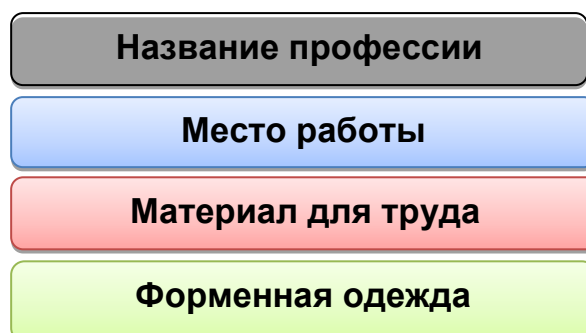 Название профессии
Место работы
Материал для труда
Форменная одежда